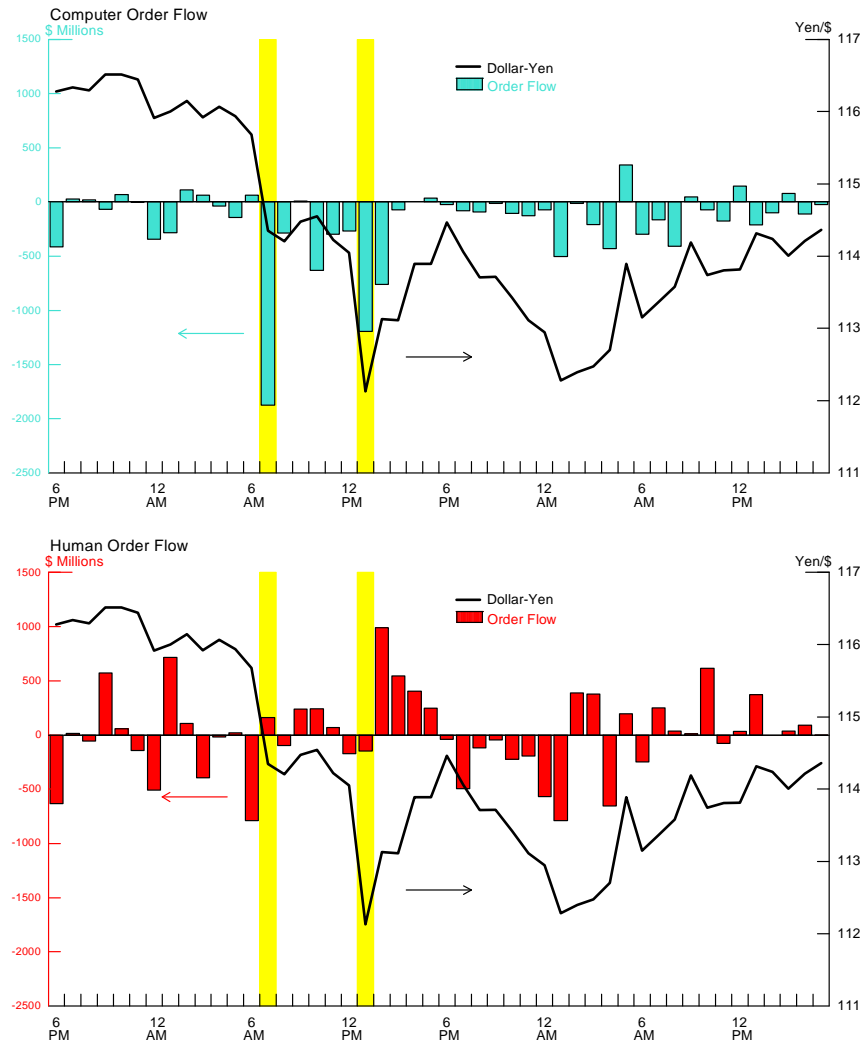 Computer Order Flow
$ Millions
Yen/$
1500
1000
500
0
-500
-1000
-1500
-2000
-2500
117
116
115
114
113
112
111
Dollar-Yen
Order Flow
6 12 6 12 6 12 6 12
PM AM AM PM PM AM AM PM
Human Order Flow
$ Millions
Yen/$
1500
1000
500
0
-500
-1000
-1500
-2000
-2500
117
116
115
114
113
112
111
Dollar-Yen
Order Flow
6 12 6 12 6 12 6 12
PM AM AM PM PM AM AM PM